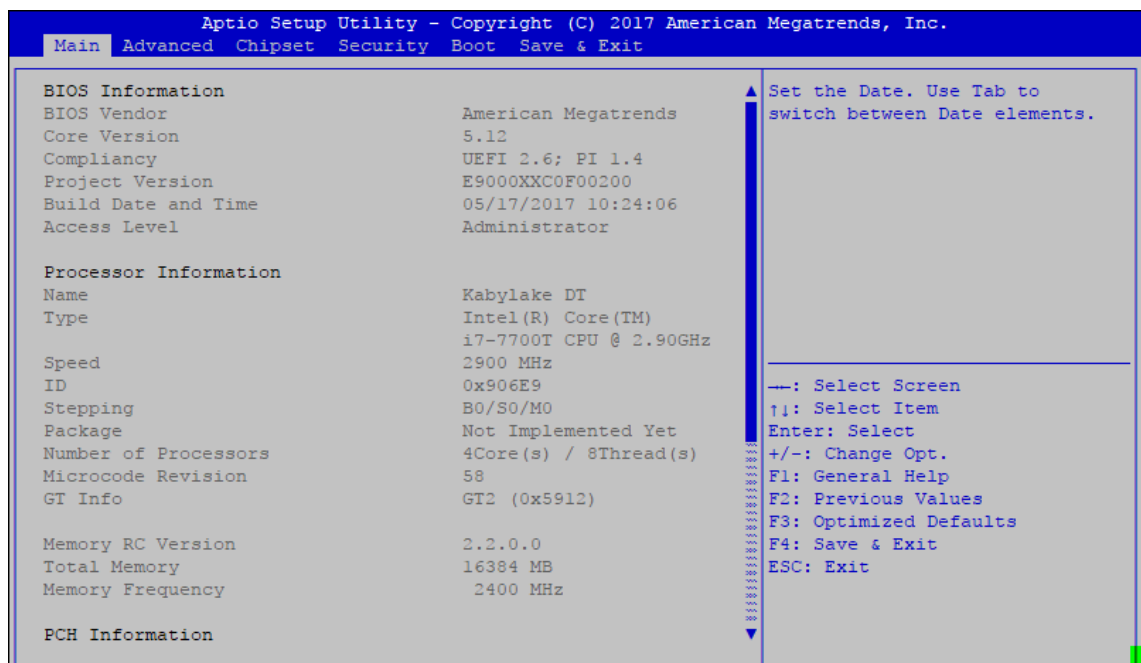 Aptio Setup Utility – Copyright (C) 2017 American Megatrends, Inc.
Main Advanced Chipset Security Boot Save & Exit
BIOS Information
BIOS Vendor American Megatrends
Core Version 5.12
Compliancy UEFI 2.6; PI 1.4
Project Version E9000XXC0F00200
Build Date and Time 05/17/2017 10:24:06
Access Level Administrator
Processor Information
Name Kabylake DT
Type Intel(R) Core(TM)
i7-7700T CPU @ 2.90GHz
Speed 2900 MHz
ID 0x906E9
Stepping B0/S0/M0
Package Not Implemented Yet
Number of Processors 4Core(s) / 8Thread(s)
Microcode Revision 58
GT Info GT2 (0x5912)
Memory RC Version 2.2.0.0
Total Memory 16384 MB
Memory Frequency 2400 MHz
PCH Information
Set the Date. Use Tab to
switch between Date elements.
→←: Select Screen
↑↓: Select Item
Enter: Select
+/-: Change Opt.
F1: General Help
F2: Previous Values
F3: Optimized Defaults
F4: Save & Exit
ESC: Exit